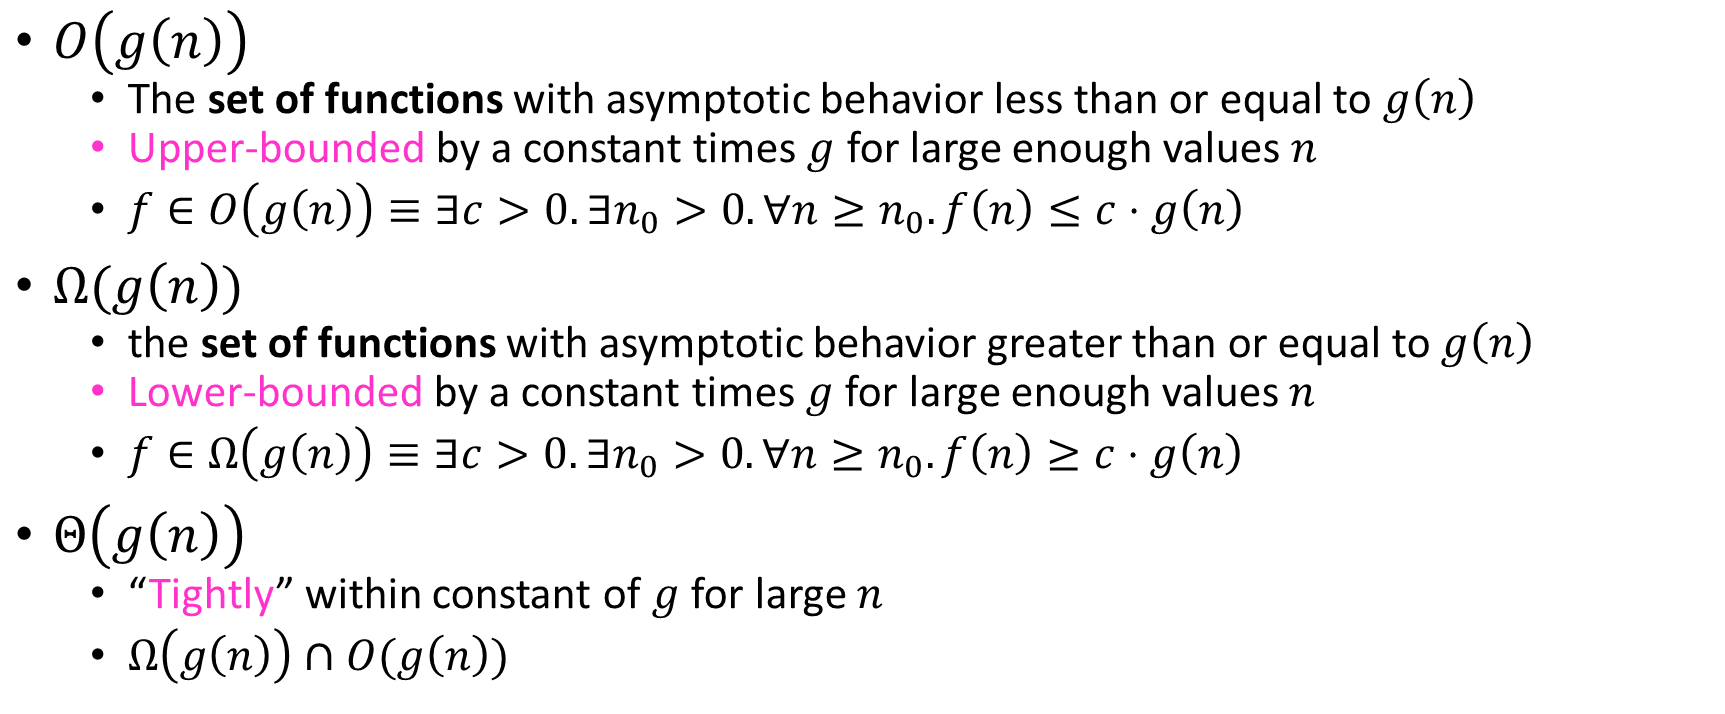 • O(g(n))
• The set of functions with asymptotic behavior less than or equal to g(n)
• Upper-bounded by a constant times g for large enough values n
• f ∈ O(g(n)) ≡ ∃c > 0. ∃n₀ > 0. ∀n ≥ n₀. f(n) ≤ c · g(n)
• Ω(g(n))
• the set of functions with asymptotic behavior greater than or equal to g(n)
• Lower-bounded by a constant times g for large enough values n
• f ∈ Ω(g(n)) ≡ ∃c > 0. ∃n₀ > 0. ∀n ≥ n₀. f(n) ≥ c · g(n)
• Θ(g(n))
• “Tightly” within constant of g for large n
• Ω(g(n)) ∩ O(g(n))